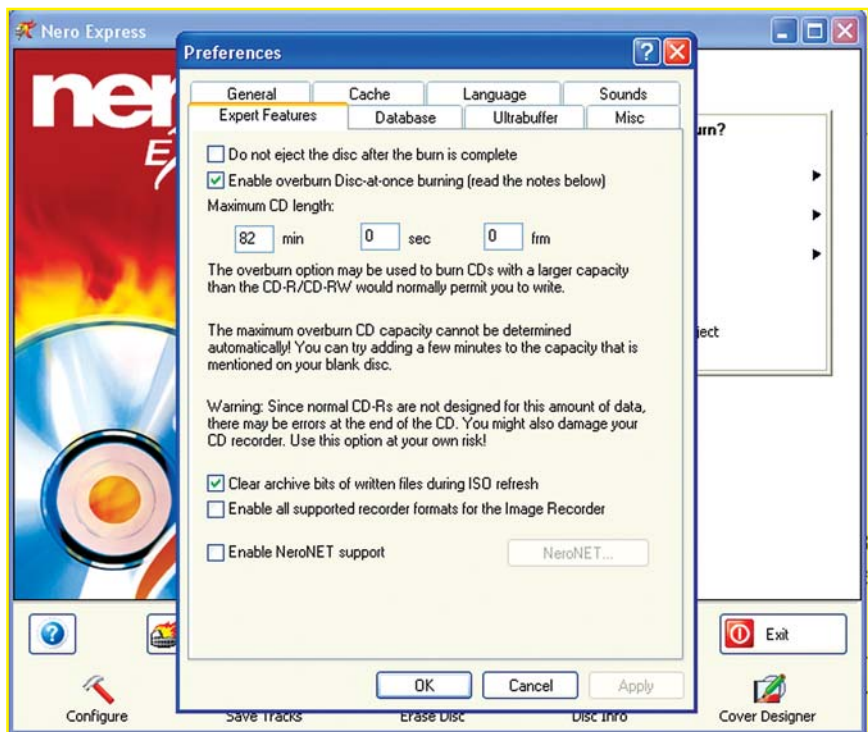 Nero Express
Preferences
ner
E
General Cache Language Sounds
Expert Features Database Ultrabuffer Misc
urn?
Do not eject the disc after the burn is complete
Enable overburn Disc-at-once burning (read the notes below)
Maximum CD length:
82 min 0 sec 0 frm
The overburn option may be used to burn CDs with a larger capacity
than the CD-R/CD-RW would normally permit you to write.
The maximum overburn CD capacity cannot be determined
automatically! You can try adding a few minutes to the capacity that is
mentioned on your blank disc.
ject
Warning: Since normal CD-Rs are not designed for this amount of data,
there may be errors at the end of the CD. You might also damage your
CD recorder. Use this option at your own risk!
Clear archive bits of written files during ISO refresh
Enable all supported recorder formats for the Image Recorder
Enable NeroNET support NeroNET...
Exit
OK Cancel Apply
Configure Save Tracks Erase Disc Disc Info Cover Designer